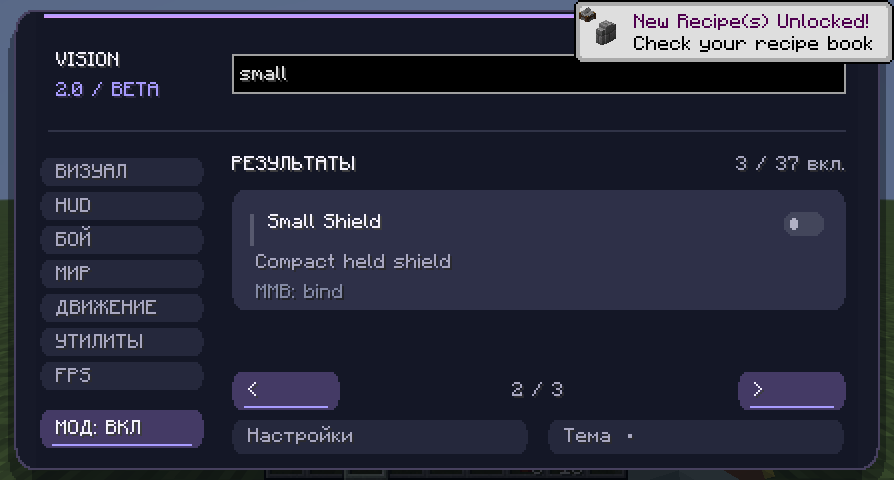 New Recipe(s) Unlocked!
Check your recipe book
VISION
2.0 / BETA
small
РЕЗУЛЬТАТЫ
3 / 37 вкл.
ВИЗУАЛ
HUD
БОЙ
МИР
ДВИЖЕНИЕ
УТИЛИТЫ
FPS
МОД: ВКЛ
Small Shield
Compact held shield
MMB: bind
<
2 / 3
>
Настройки
Тема •